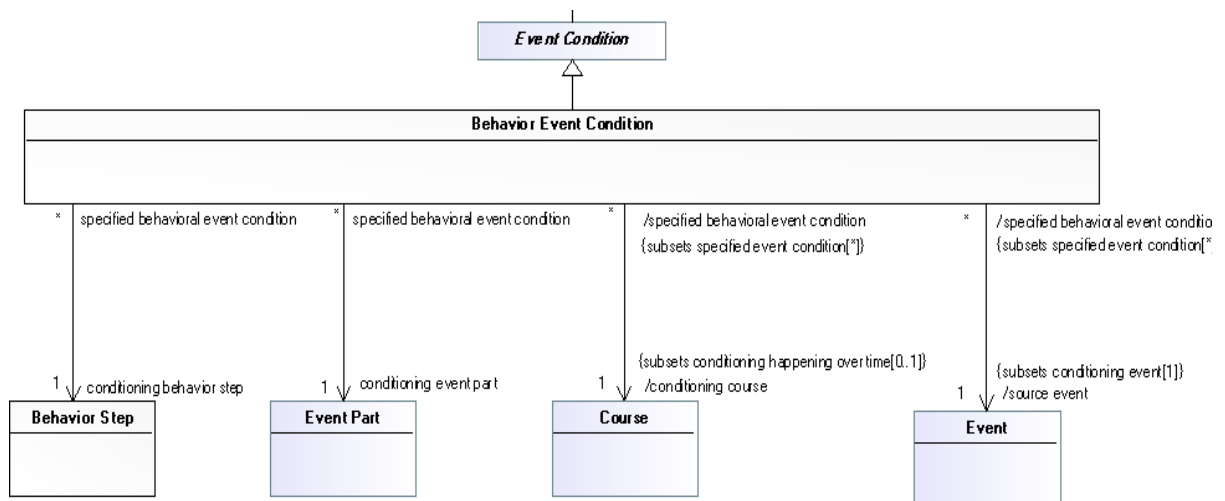 Event Condition
Behavior Event Condition
* specified behavioral event condition
* specified behavioral event condition
* /specified behavioral event condition
{subsets specified event condition[*]}
* /specified behavioral event conditio
{subsets specified event condition[*
1 conditioning behavior step
1 conditioning event part
{subsets conditioning happening over time[0..1]}
1 /conditioning course
{subsets conditioning event[1]}
1 /source event
Behavior Step
Event Part
Course
Event